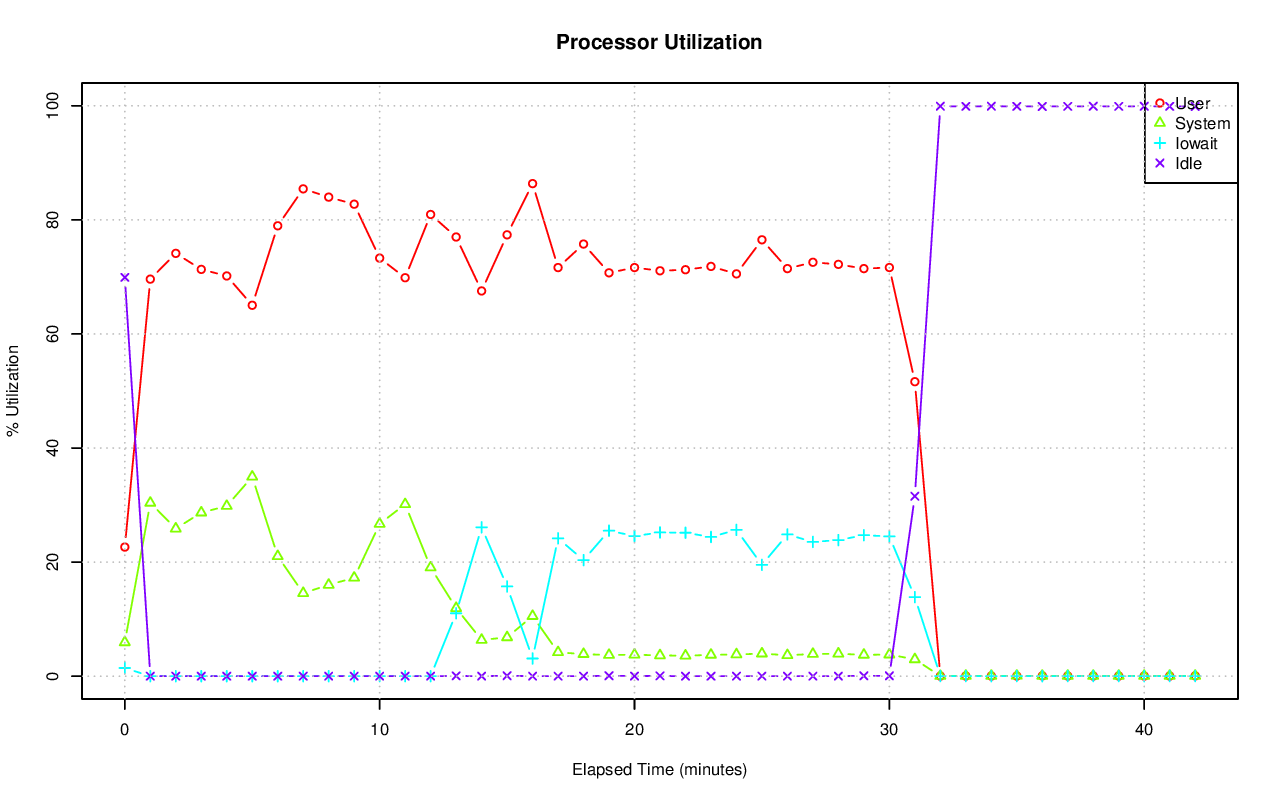 Processor Utilization
% Utilization
100
80
60
40
20
0
User
System
Iowait
Idle
0 10 20 30 40
Elapsed Time (minutes)